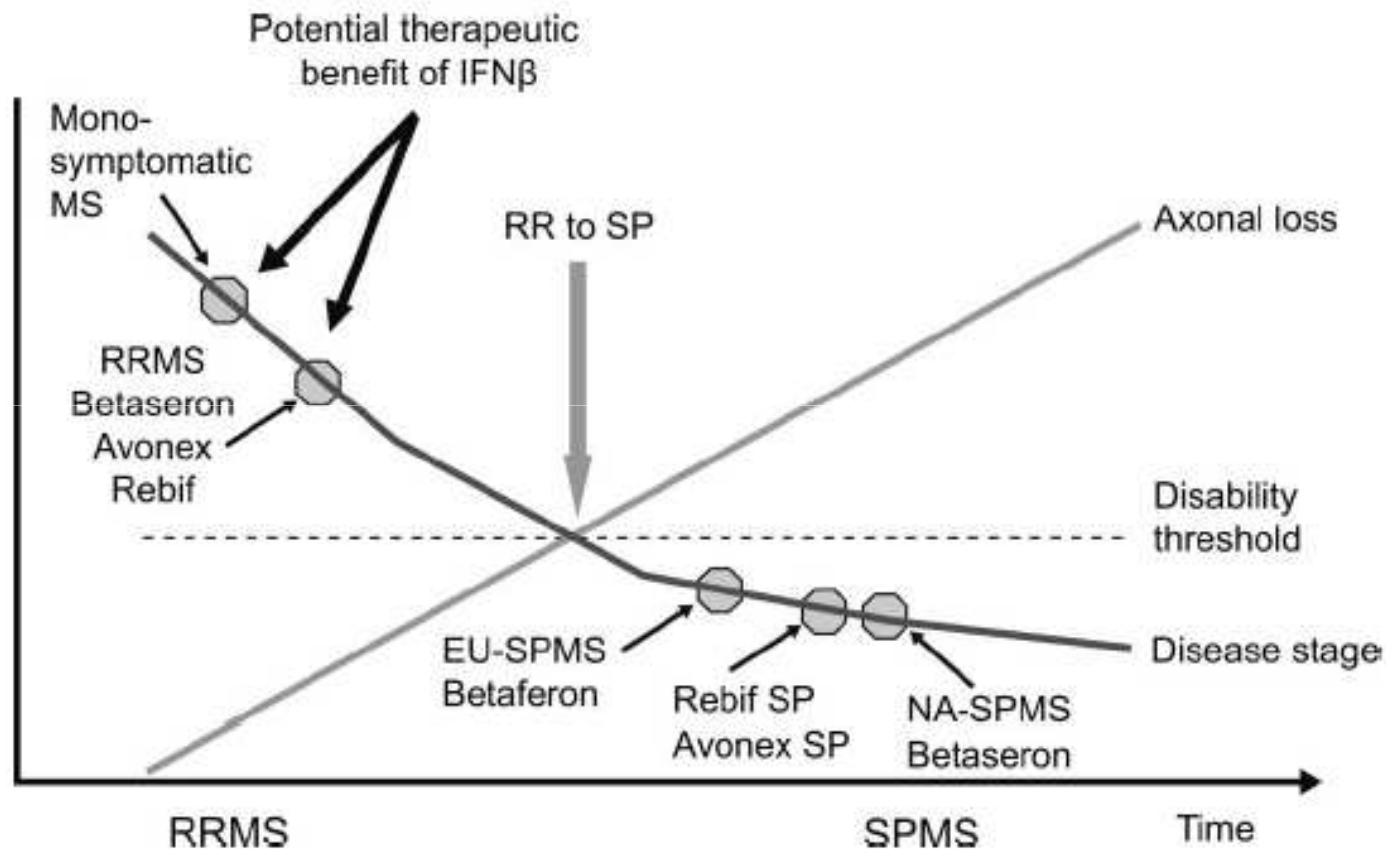 Potential therapeutic
benefit of IFNβ
Mono-
symptomatic
MS
RR to SP
Axonal loss
RRMS
Betaseron
Avonex
Rebif
Disability
threshold
EU-SPMS
Betaferon
Rebif SP
Avonex SP
NA-SPMS
Betaseron
Disease stage
RRMS
SPMS
Time